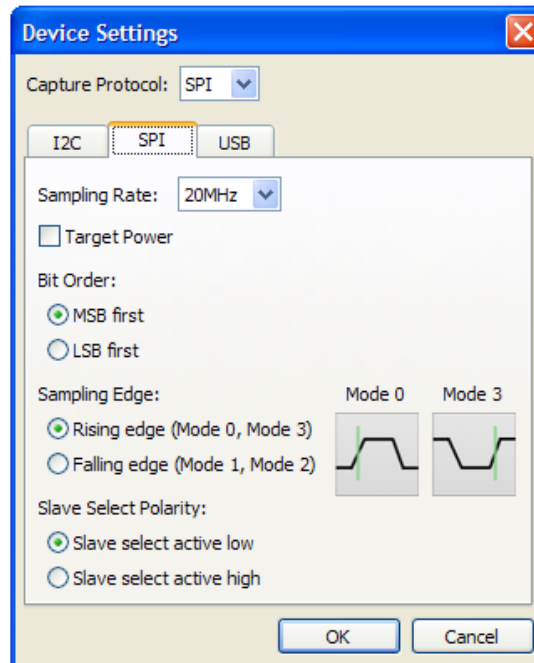 Device Settings
Capture Protocol: SPI
I2C SPI USB
Sampling Rate: 20MHz
Target Power
Bit Order:
MSB first
LSB first
Sampling Edge: Mode 0 Mode 3
Rising edge (Mode 0, Mode 3)
Falling edge (Mode 1, Mode 2)
Slave Select Polarity:
Slave select active low
Slave select active high
OK Cancel